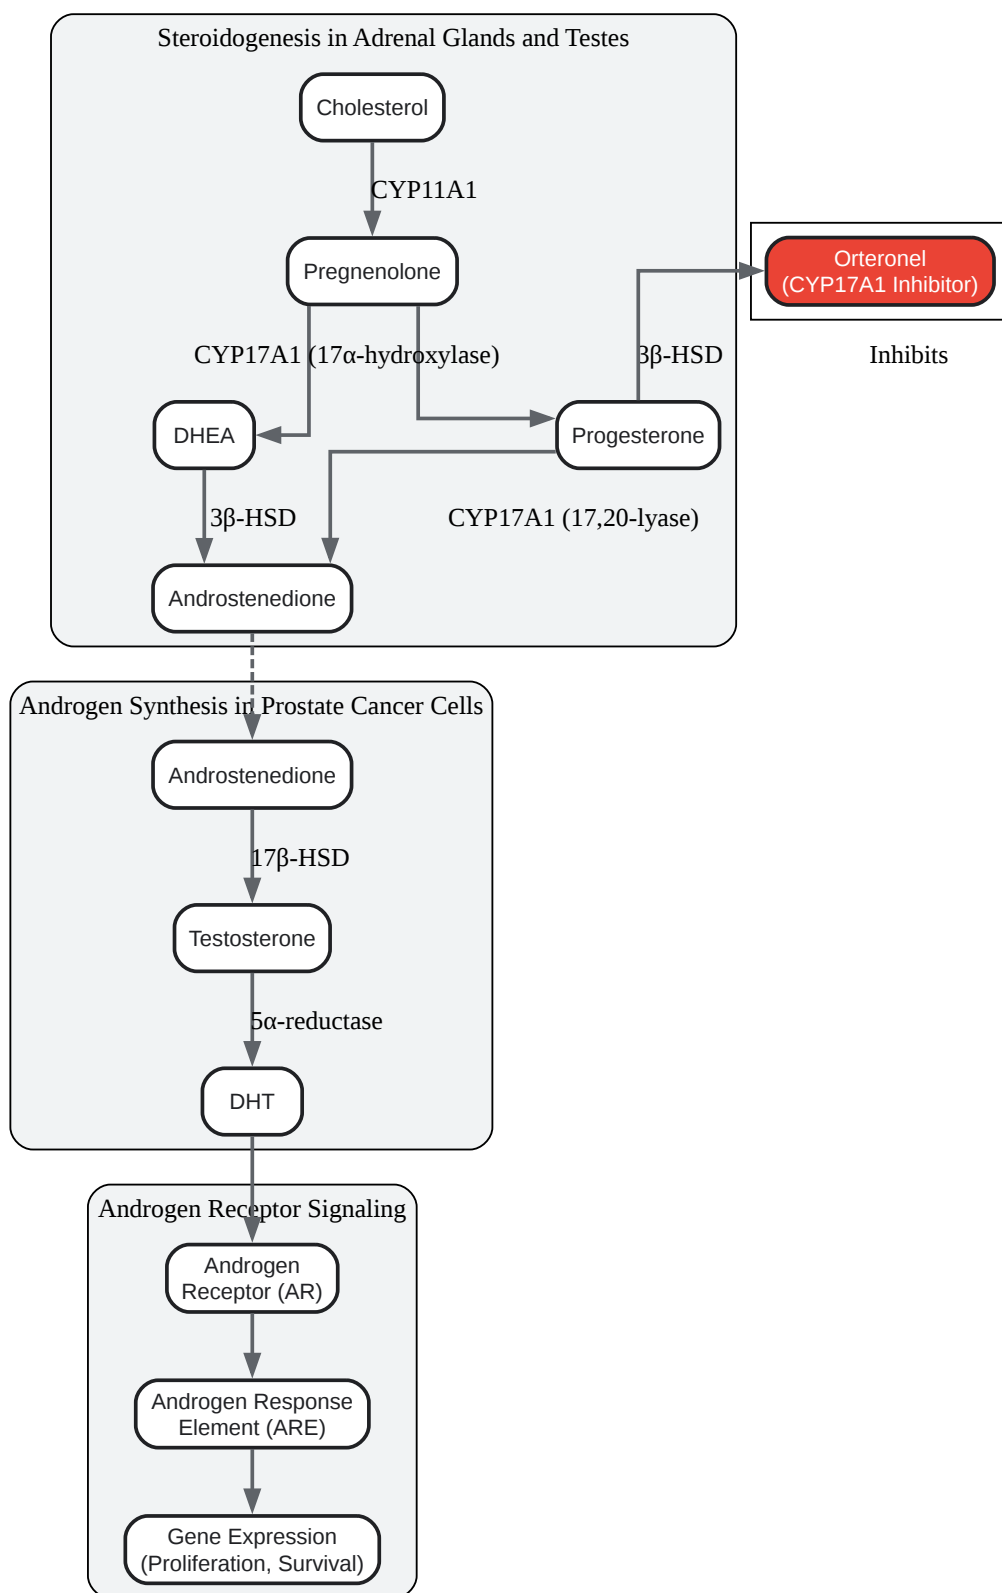 Steroidogenesis in Adrenal Glands and Testes
Cholesterol
CYP11A1
Pregnenolone
Orteronel
(CYP17A1 Inhibitor)
CYP17A1 (17α-hydroxylase)
3β-HSD
Inhibits
DHEA
Progesterone
3β-HSD
CYP17A1 (17,20-lyase)
Androstenedione
Androgen Synthesis in Prostate Cancer Cells
Androstenedione
17β-HSD
Testosterone
5α-reductase
DHT
Androgen Receptor Signaling
Androgen
Receptor (AR)
Androgen Response
Element (ARE)
Gene Expression
(Proliferation, Survival)